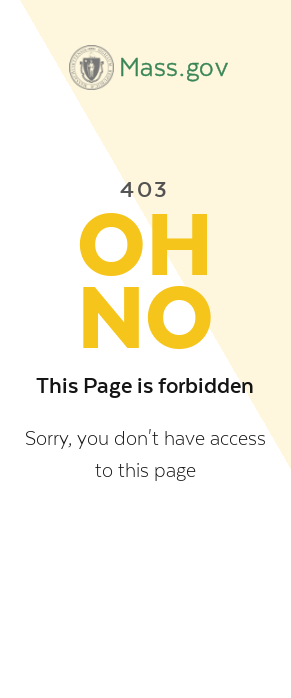 Mass.gov
403
OH
NO
This Page is forbidden
Sorry, you don't have access
to this page